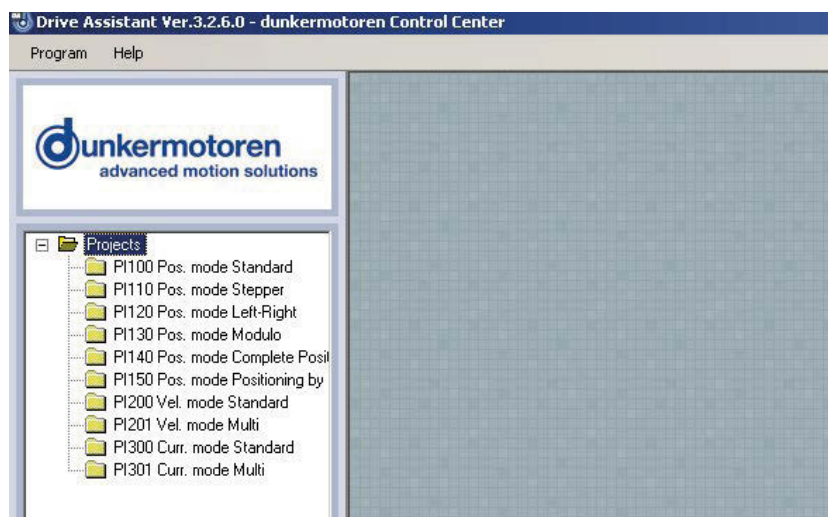 Drive Assistant Ver.3.2.6.0 - dunkermotoren Control Center
Program Help
dunkermotoren
advanced motion solutions
Projects
PI100 Pos. mode Standard
PI110 Pos. mode Stepper
PI120 Pos. mode Left-Right
PI130 Pos. mode Modulo
PI140 Pos. mode Complete Posit
PI150 Pos. mode Positioning by
PI200 Vel. mode Standard
PI201 Vel. mode Multi
PI300 Curr. mode Standard
PI301 Curr. mode Multi